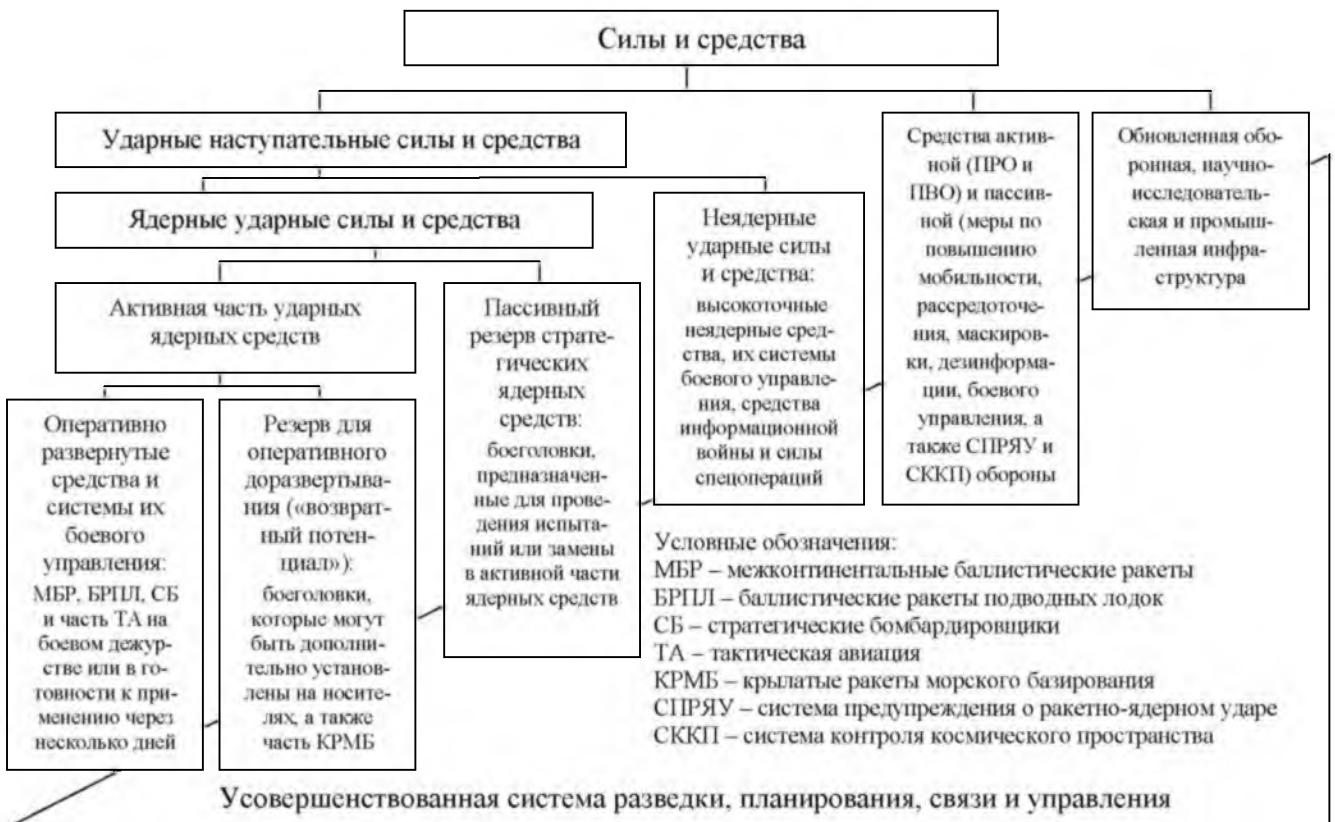 Силы и средства
Ударные наступательные силы и средства
Ядерные ударные силы и средства
Активная часть ударных
ядерных средств
Оперативно
развернутые
средства и
системы их
боевого
управления:
МБР, БРПЛ, СБ
и часть ТА на
боевом дежур-
стве или в го-
товности к при-
менению через
несколько дней
Резерв для
оперативного
доразвертыва-
ния («возврат-
ный потен-
циал»):
боеголовки,
которые могут
быть дополни-
тельно установ-
лены на носите-
лях, а также
часть КРМБ
Пассивный
резерв страте-
гических
ядерных
средств:
боеголовки,
предназначен-
ные для прове-
дения испыта-
ний или замены
в активной части
ядерных средств
Неядерные
ударные силы
и средства:
высокоточные
неядерные сред-
ства, их системы
боевого управле-
ния, средства
информационной
войны и силы
спецопераций
Средства актив-
ной (ПРО и
ПВО) и пассив-
ной (меры по
повышению
мобильности,
рассредоточе-
ния, маскиров-
ки, дезинформа-
ции, боевого
управления, а
также СПРЯУ и
СККП) обороны
Обновленная обо-
ронная, научно-
исследователь-
ская и промыш-
ленная инфра-
структура
Условные обозначения:
МБР – межконтинентальные баллистические ракеты
БРПЛ – баллистические ракеты подводных лодок
СБ – стратегические бомбардировщики
ТА – тактическая авиация
КРМБ – крылатые ракеты морского базирования
СПРЯУ – система предупреждения о ракетно-ядерном ударе
СККП – система контроля космического пространства
Усовершенствованная система разведки, планирования, связи и управления